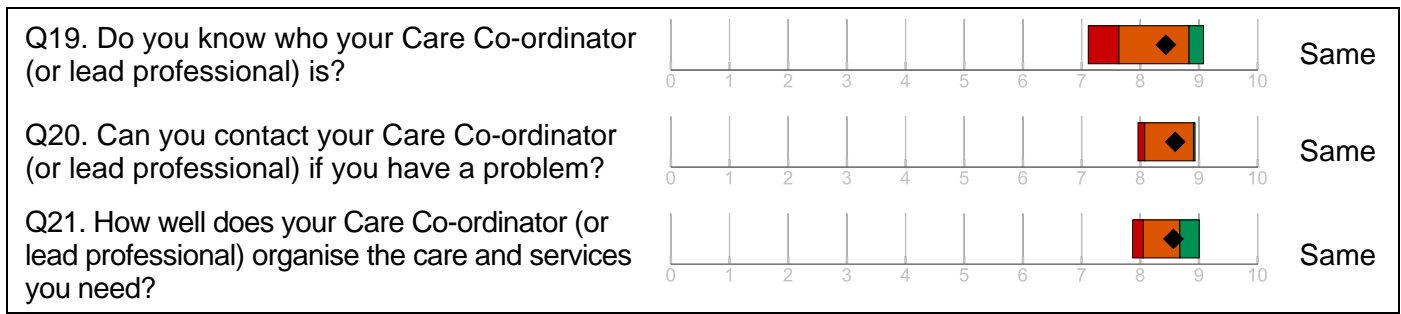 Q19. Do you know who your Care Co-ordinator
(or lead professional) is?
Same
0 1 2 3 4 5 6 7 8 9 10
Q20. Can you contact your Care Co-ordinator
(or lead professional) if you have a problem?
Same
0 1 2 3 4 5 6 7 8 9 10
Q21. How well does your Care Co-ordinator (or
lead professional) organise the care and services
you need?
Same
0 1 2 3 4 5 6 7 8 9 10